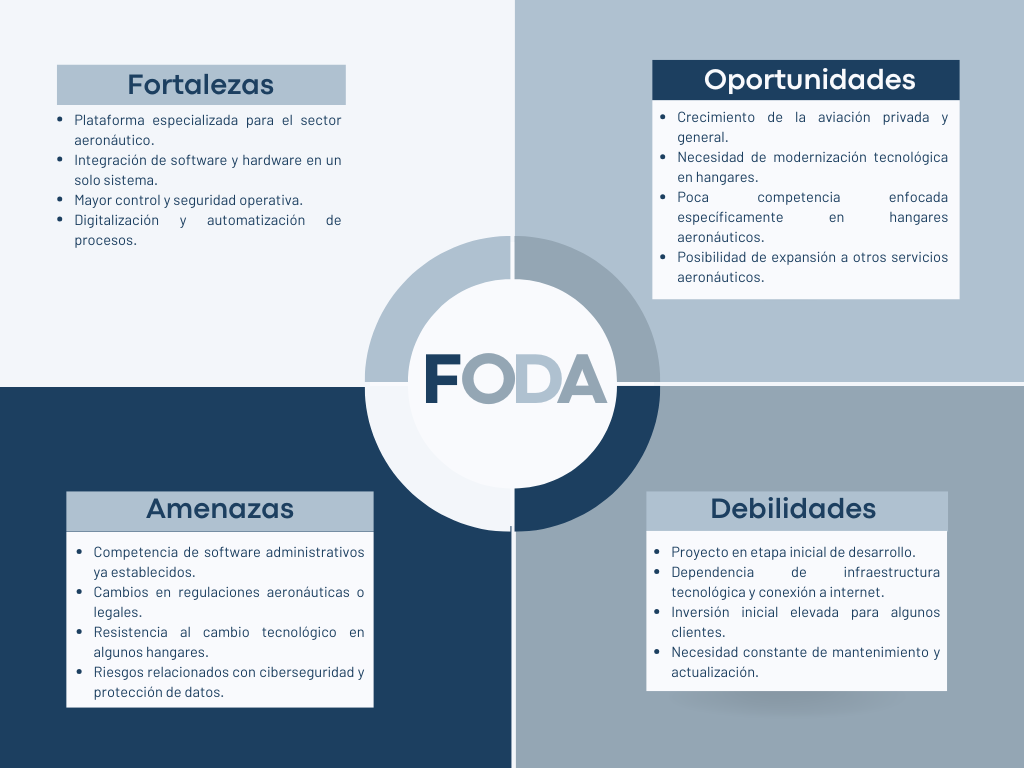 Fortalezas
• Plataforma especializada para el sector
aeronáutico.
• Integración de software y hardware en un
solo sistema.
• Mayor control y seguridad operativa.
• Digitalización y automatización de
procesos.
Oportunidades
• Crecimiento de la aviación privada y
general.
• Necesidad de modernización tecnológica
en hangares.
• Poca competencia enfocada
específicamente en hangares
aeronáuticos.
• Posibilidad de expansión a otros servicios
aeronáuticos.
FODA
Amenazas
• Competencia de software administrativos
ya establecidos.
• Cambios en regulaciones aeronáuticas o
legales.
• Resistencia al cambio tecnológico en
algunos hangares.
• Riesgos relacionados con ciberseguridad y
protección de datos.
Debilidades
• Proyecto en etapa inicial de desarrollo.
• Dependencia de infraestructura
tecnológica y conexión a internet.
• Inversión inicial elevada para algunos
clientes.
• Necesidad constante de mantenimiento y
actualización.